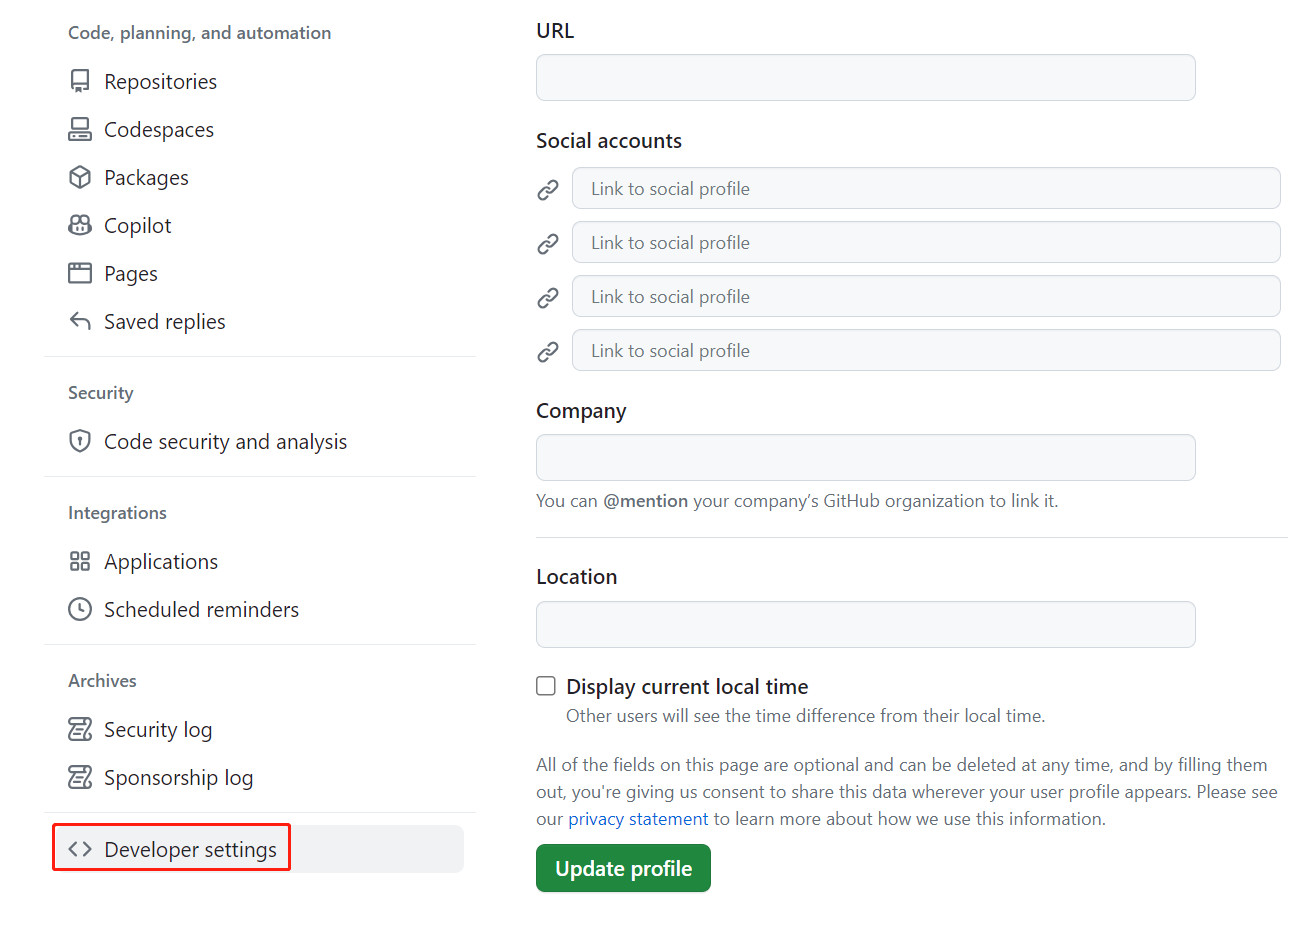 Code, planning, and automation
Repositories
Codespaces
Packages
Copilot
Pages
Saved replies
Security
Code security and analysis
Integrations
Applications
Scheduled reminders
Archives
Security log
Sponsorship log
Developer settings
URL
Social accounts
Link to social profile
Link to social profile
Link to social profile
Link to social profile
Company
You can @mention your company’s GitHub organization to link it.
Location
Display current local time
Other users will see the time difference from their local time.
All of the fields on this page are optional and can be deleted at any time, and by filling them
out, you're giving us consent to share this data wherever your user profile appears. Please see
our privacy statement to learn more about how we use this information.
Update profile